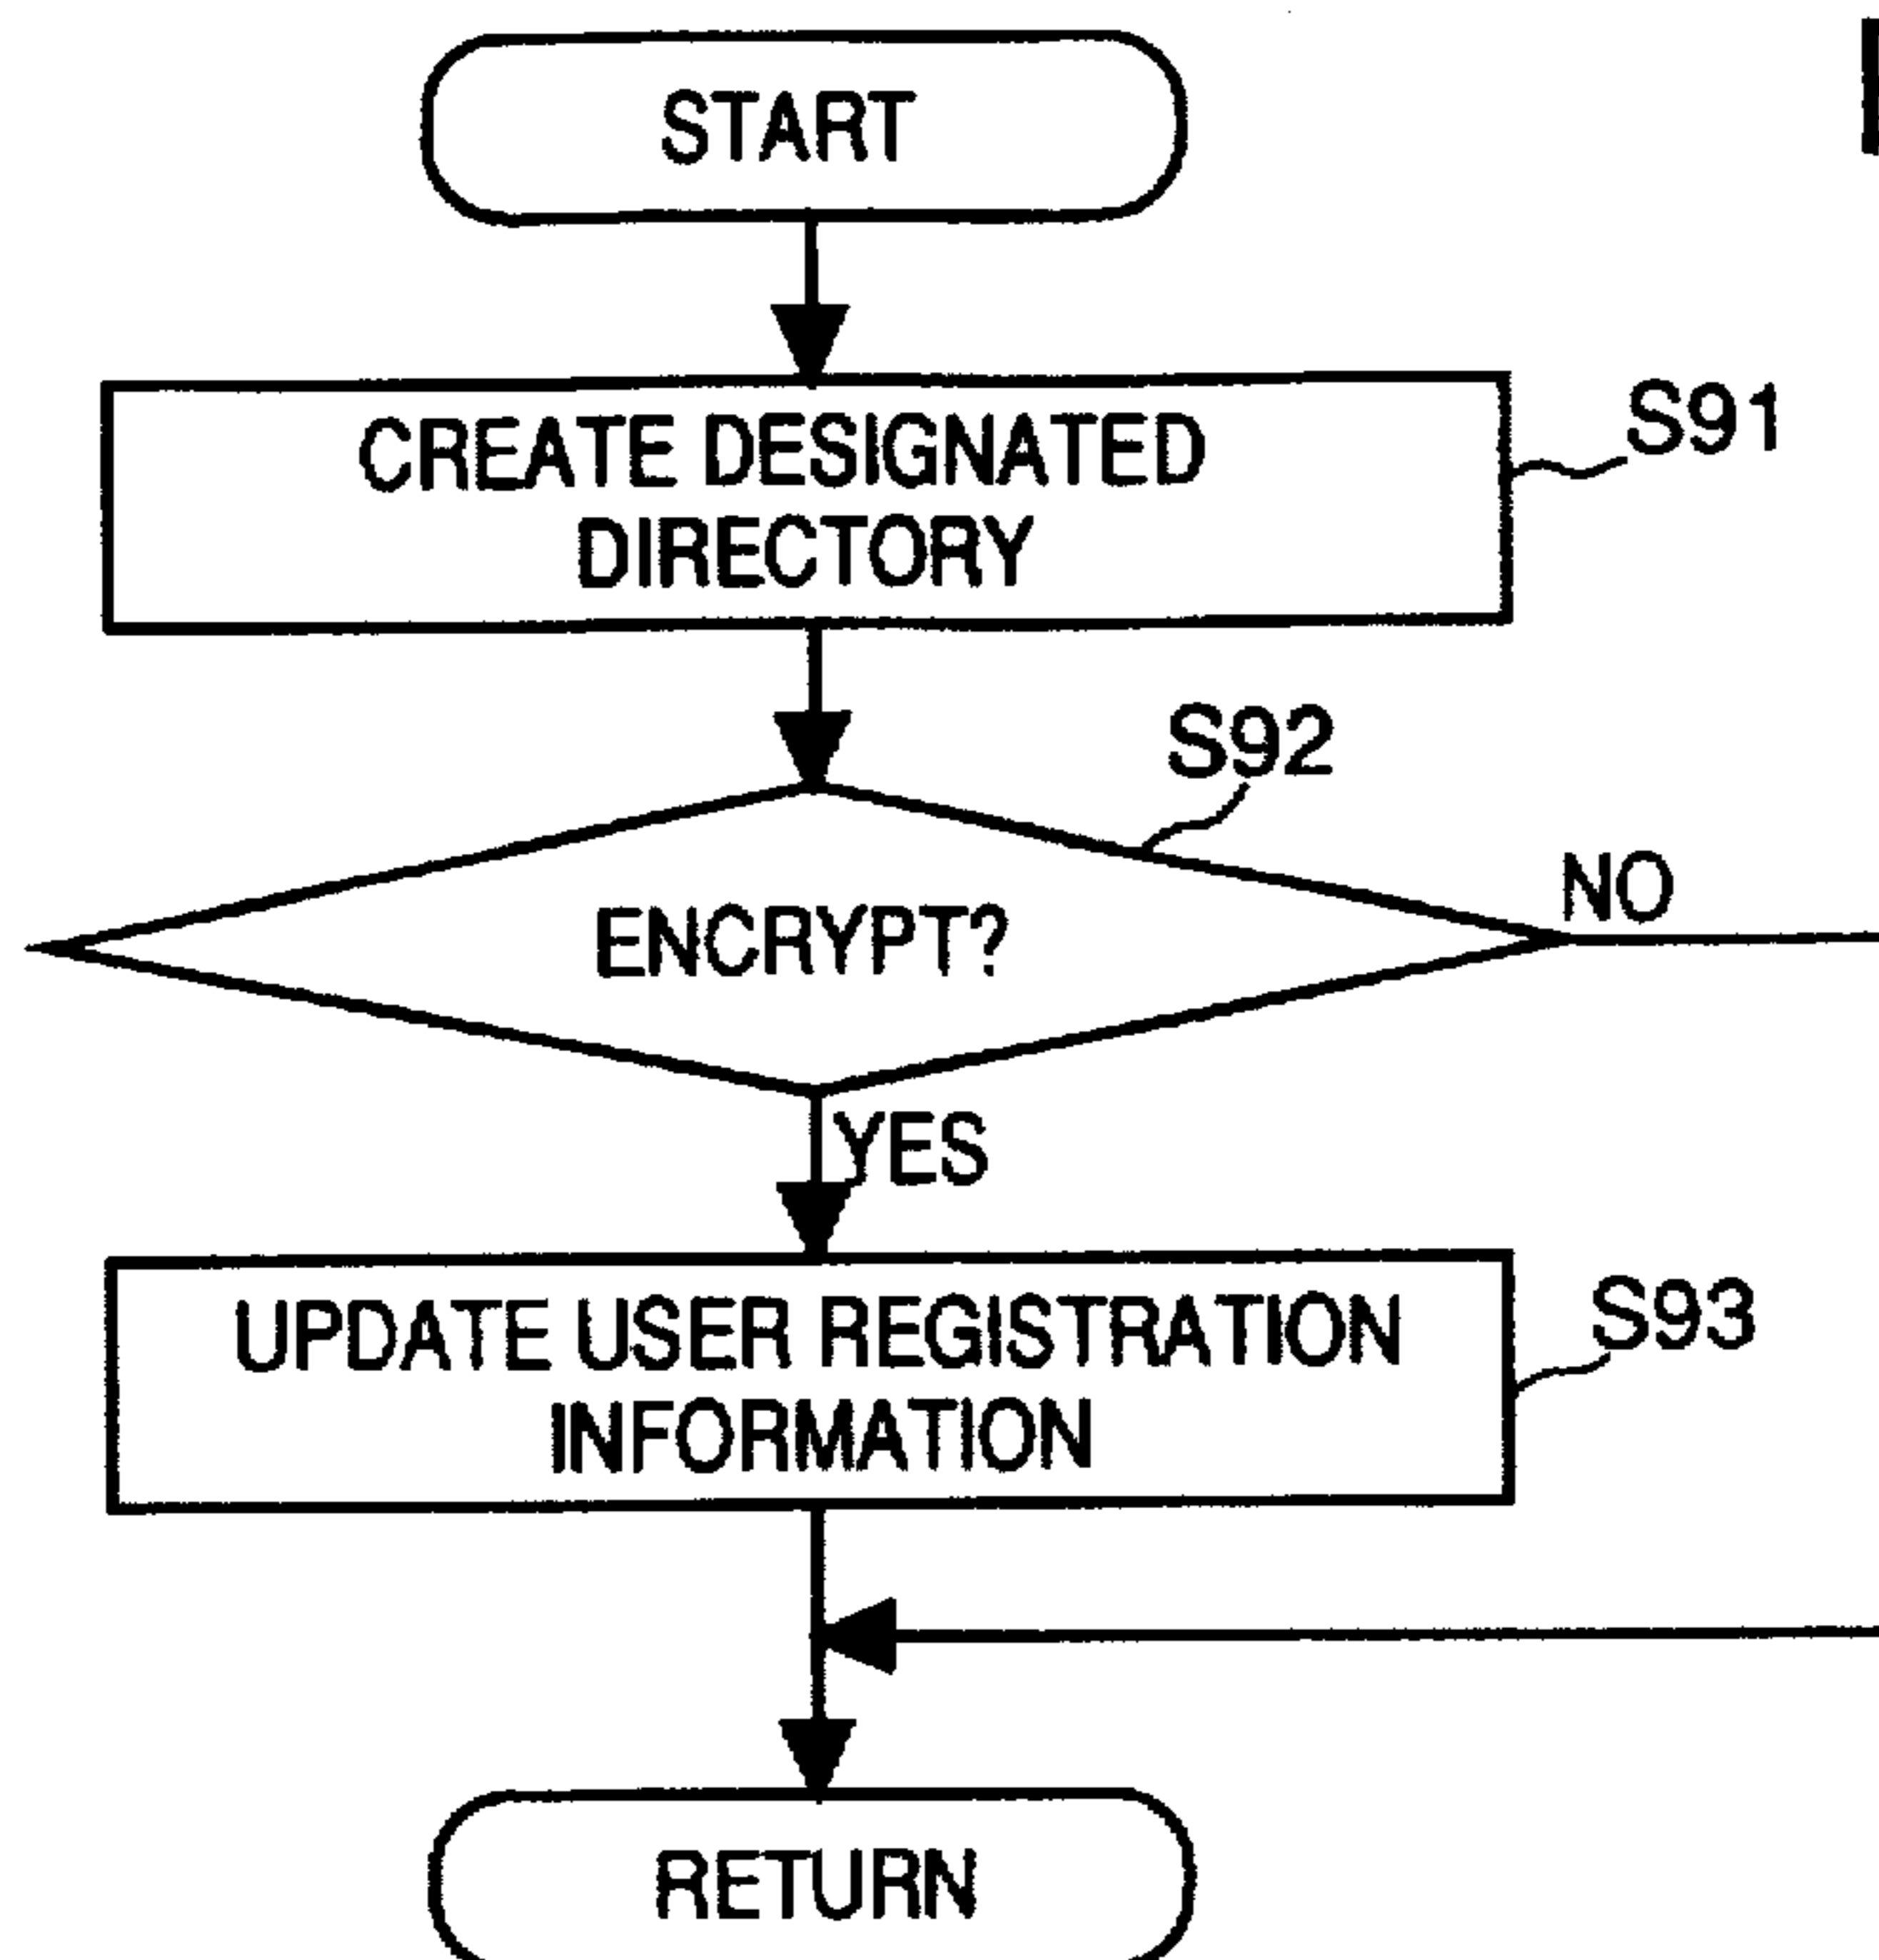 START
CREATE DESIGNATED
DIRECTORY
S91
S92
ENCRYPT?
NO
YES
UPDATE USER REGISTRATION
INFORMATION
S93
RETURN